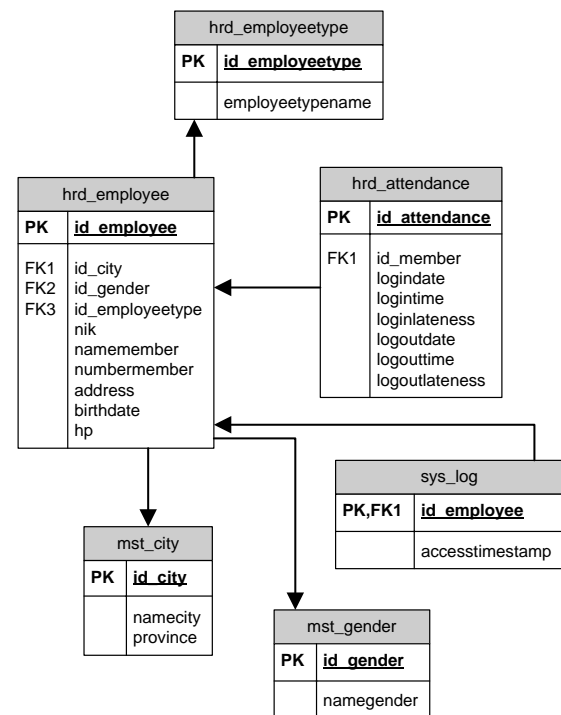 hrd_employeetype
PK id_employeetype
employeetypename
hrd_employee
PK id_employee
FK1 id_city
FK2 id_gender
FK3 id_employeetype
nik
namemember
numbermember
address
birthdate
hp
hrd_attendance
PK id_attendance
FK1 id_member
logindate
logintime
loginlateness
logoutdate
logouttime
logoutlateness
sys_log
PK,FK1 id_employee
accesstimestamp
mst_city
PK id_city
namecity
province
mst_gender
PK id_gender
namegender